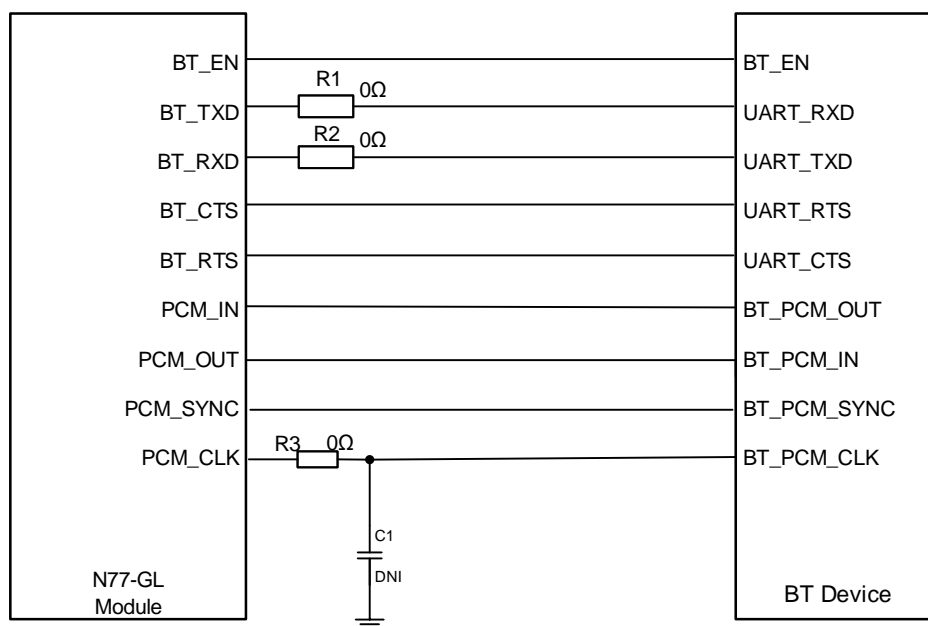 BT_EN
BT_EN
R1 0Ω
BT_TXD
UART_RXD
R2 0Ω
BT_RXD
UART_TXD
BT_CTS
UART_RTS
BT_RTS
UART_CTS
PCM_IN
BT_PCM_OUT
PCM_OUT
BT_PCM_IN
PCM_SYNC
BT_PCM_SYNC
R3 0Ω
PCM_CLK
BT_PCM_CLK
C1
DNI
N77-GL
Module
BT Device